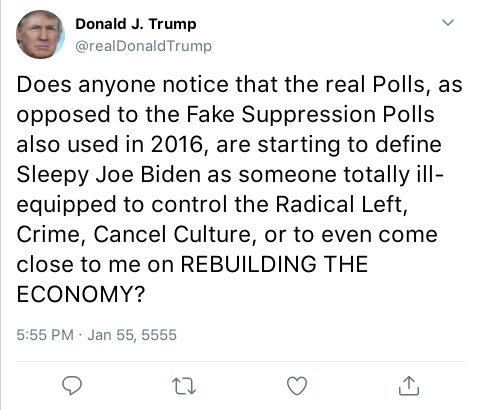 Donald J. Trump
@realDonaldTrump
Does anyone notice that the real Polls, as
opposed to the Fake Suppression Polls
also used in 2016, are starting to define
Sleepy Joe Biden as someone totally ill-
equipped to control the Radical Left,
Crime, Cancel Culture, or to even come
close to me on REBUILDING THE
ECONOMY?
5:55 PM · Jan 55, 5555